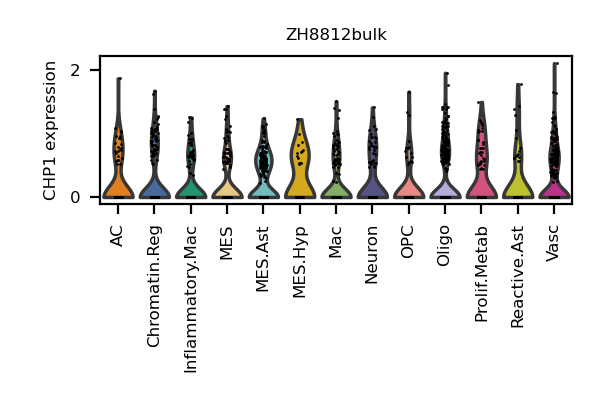 ZH8812bulk
CHP1 expression
2
0
AC
Chromatin.Reg
Inflammatory.Mac
MES
MES.Ast
MES.Hyp
Mac
Neuron
OPC
Oligo
Prolif.Metab
Reactive.Ast
Vasc